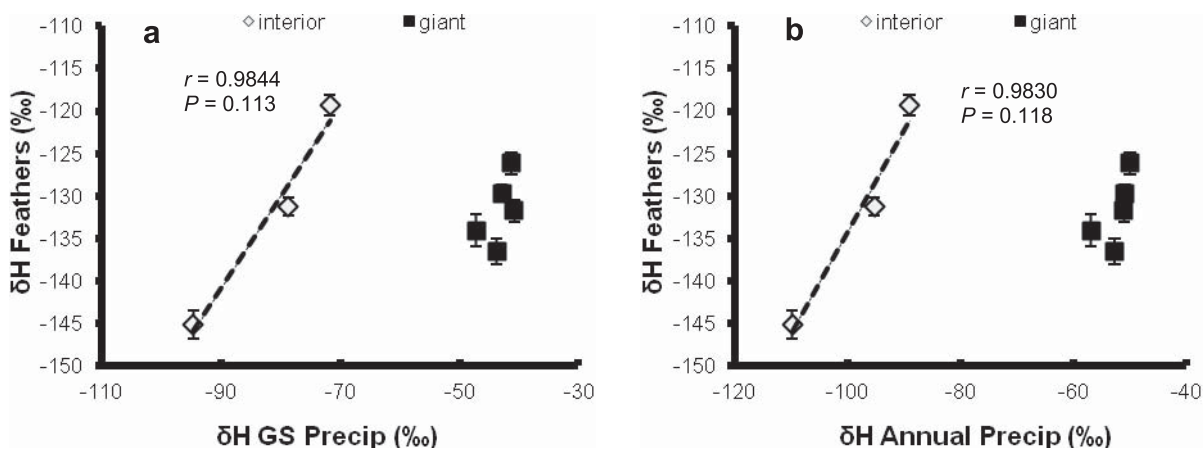 a
◇interior ■giant
r = 0.9844
P = 0.113
δH Feathers (‰)
-110
-115
-120
-125
-130
-135
-140
-145
-150
-110 -90 -70 -50 -30
δH GS Precip (‰)
b
◇interior ■giant
r = 0.9830
P = 0.118
δH Feathers (‰)
-110
-115
-120
-125
-130
-135
-140
-145
-150
-120 -100 -80 -60 -40
δH Annual Precip (‰)